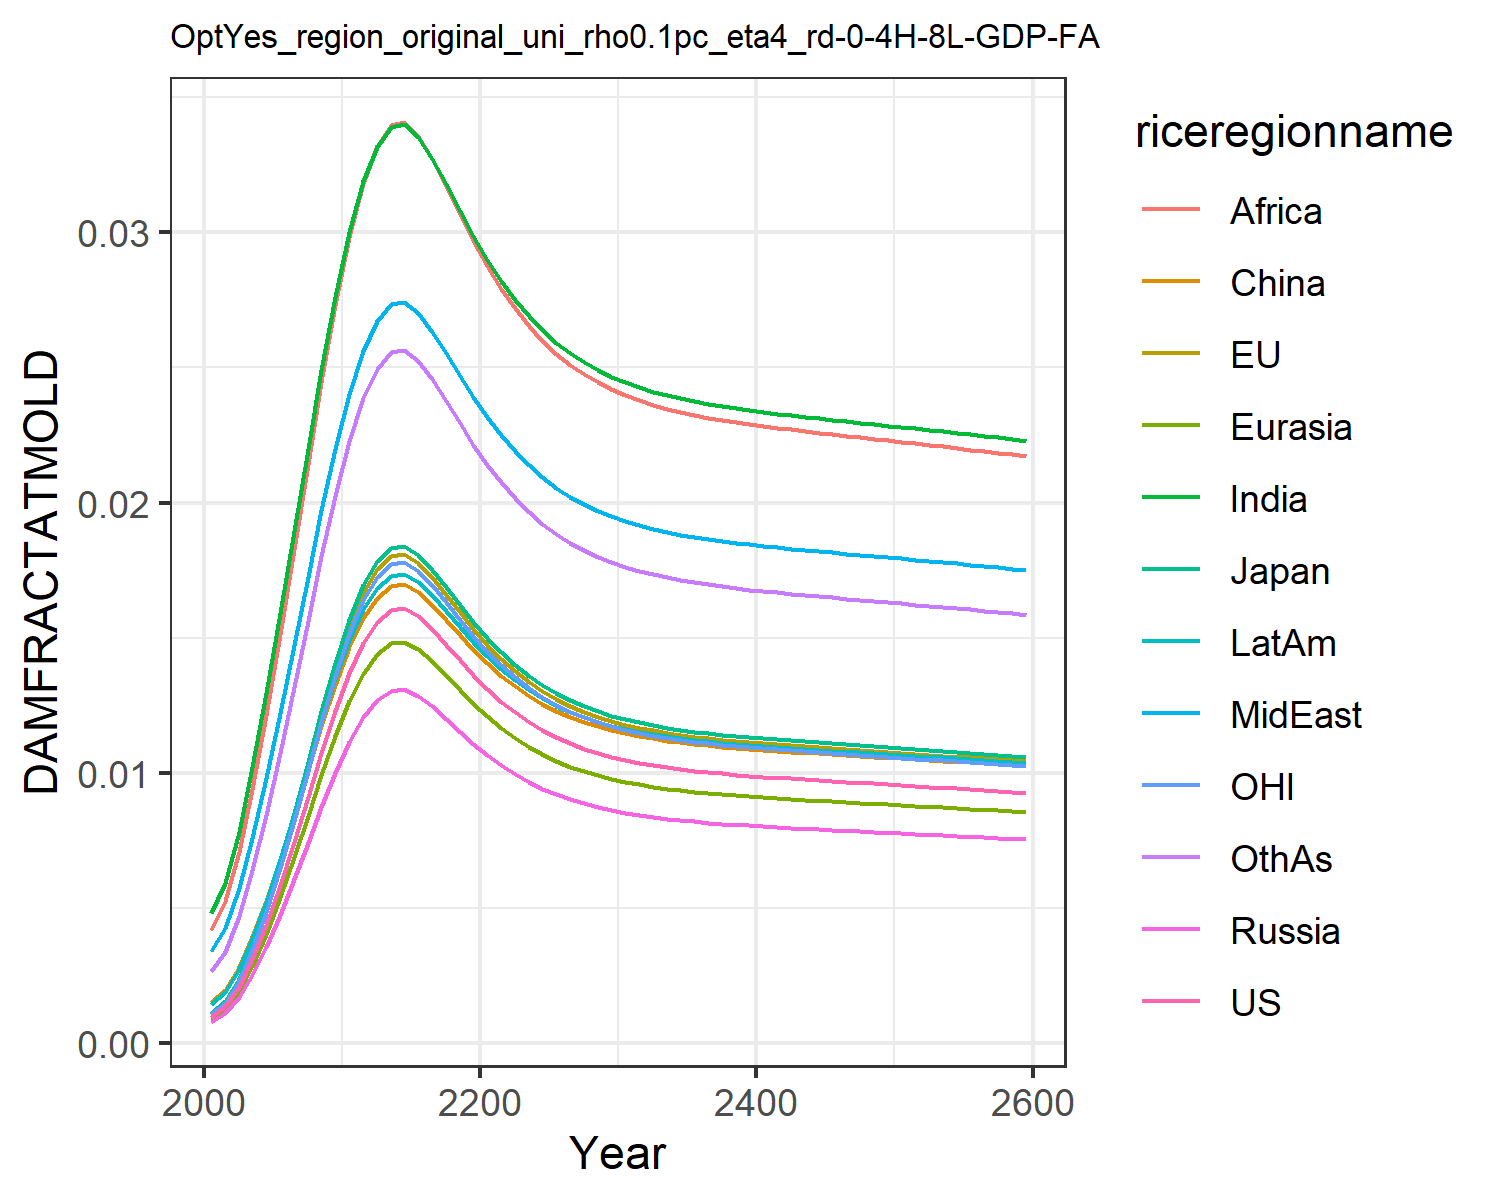 OptYes_region_original_uni_rho0.1pc_eta4_rd-0-4H-8L-GDP-FA
DAMFRACTATMOLD
0.03
0.02
0.01
0.00
2000 2200 2400 2600
Year
riceregionname
Africa
China
EU
Eurasia
India
Japan
LatAm
MidEast
OHI
OthAs
Russia
US